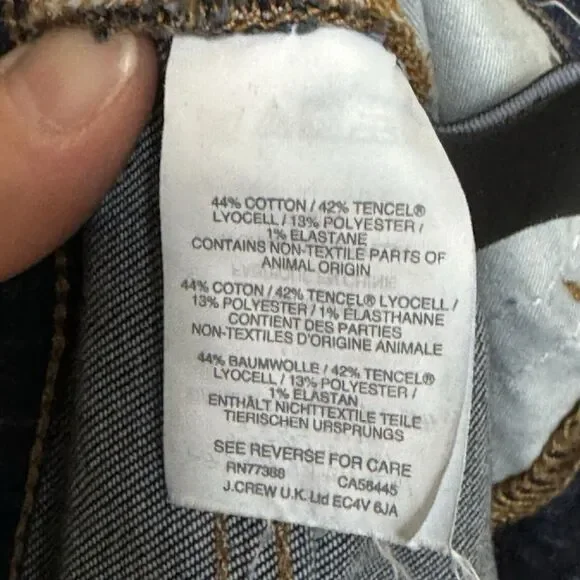 44% COTTON / 42% TENCEL®
LYOCELL / 13% POLYESTER /
1% ELASTANE
CONTAINS NON-TEXTILE PARTS OF
ANIMAL ORIGIN
44% COTON / 42% TENCEL® LYOCELL /
13% POLYESTER / 1% ÉLASTHANNE
CONTIENT DES PARTIES
NON-TEXTILES D'ORIGINE ANIMALE
44% BAUMWOLLE / 42% TENCEL®
LYOCELL / 13% POLYESTER /
1% ELASTAN
ENTHÄLT NICHTTEXTILE TEILE
TIERISCHEN URSPRUNGS
SEE REVERSE FOR CARE
RN77388 CA56445
J.CREW U.K. Ltd EC4V 6JA